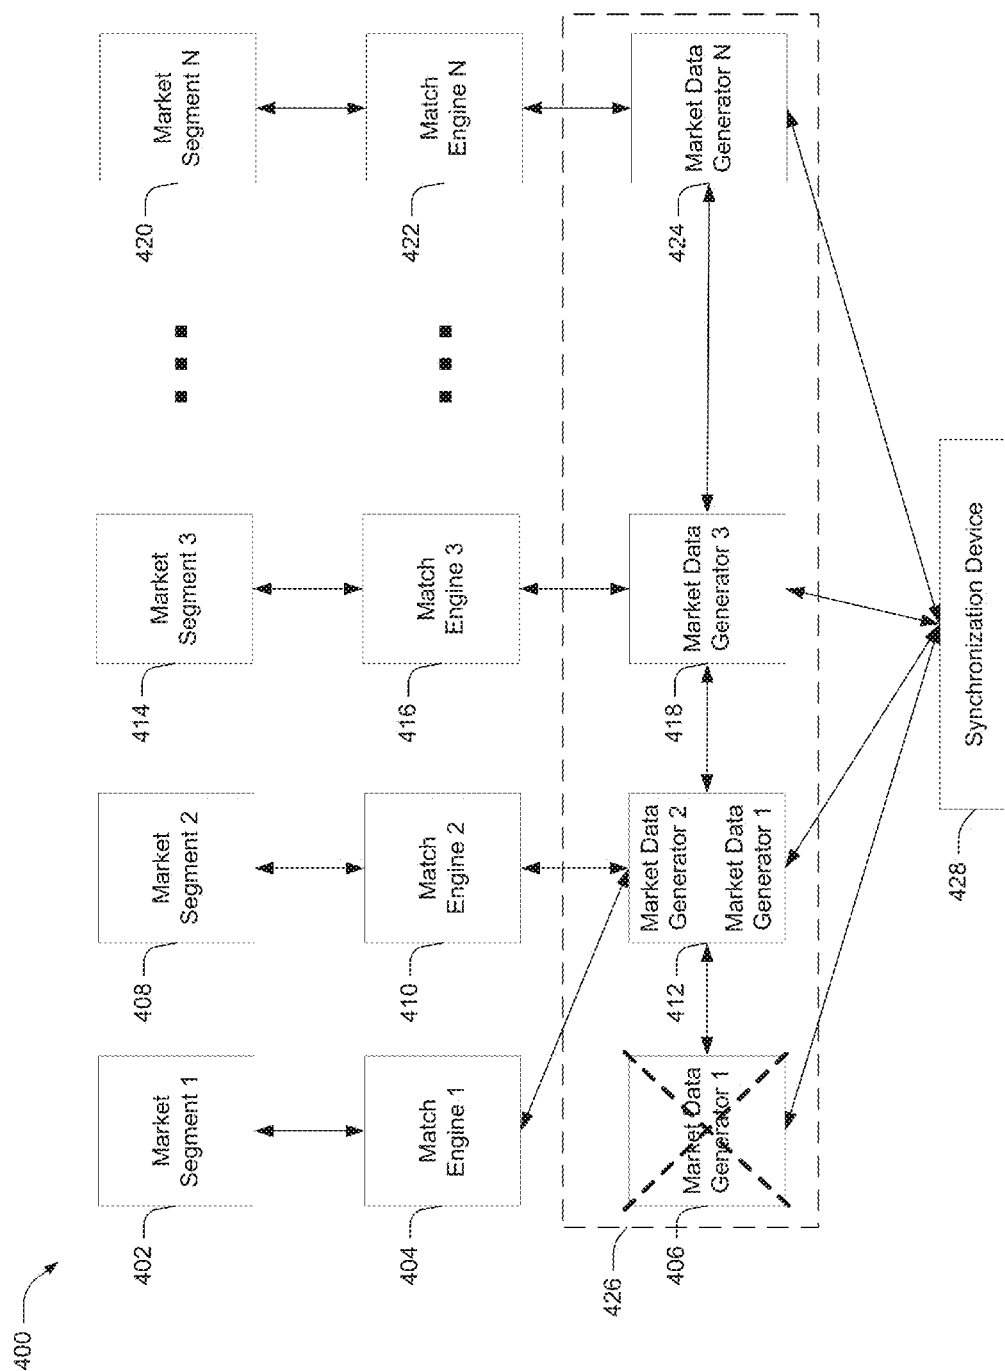 400
Market
Segment 1
402
Market
Segment 2
408
Market
Segment 3
414
Market
Segment N
420
Match
Engine 1
404
Match
Engine 2
410
Match
Engine 3
416
Match
Engine N
422
426
Market Data
Generator 1
406
Market Data
Generator 2
Market Data
Generator 1
412
Market Data
Generator 3
418
Market Data
Generator N
424
Synchronization Device
428